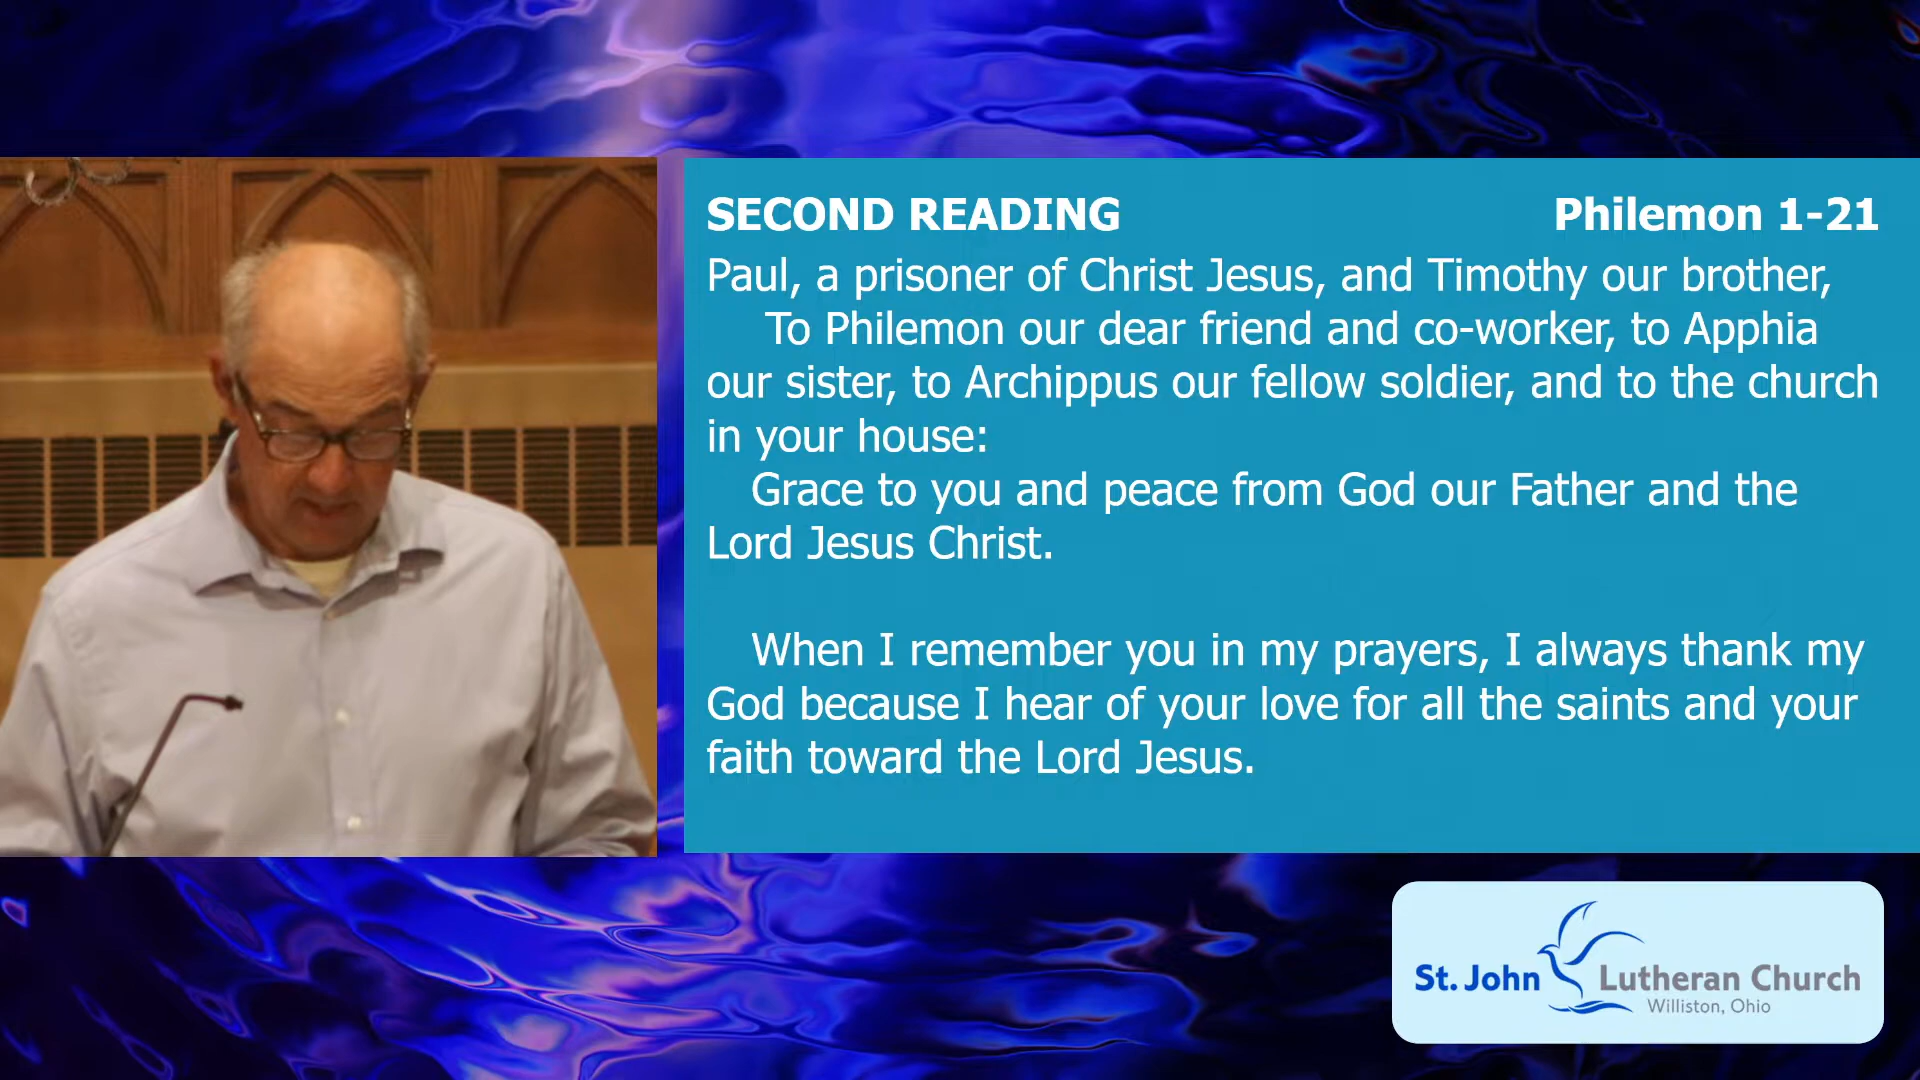 SECOND READING Philemon 1-21
Paul, a prisoner of Christ Jesus, and Timothy our brother,
To Philemon our dear friend and co-worker, to Apphia
our sister, to Archippus our fellow soldier, and to the church
in your house:
Grace to you and peace from God our Father and the
Lord Jesus Christ.
When I remember you in my prayers, I always thank my
God because I hear of your love for all the saints and your
faith toward the Lord Jesus.
St. John Lutheran Church
Williston, Ohio